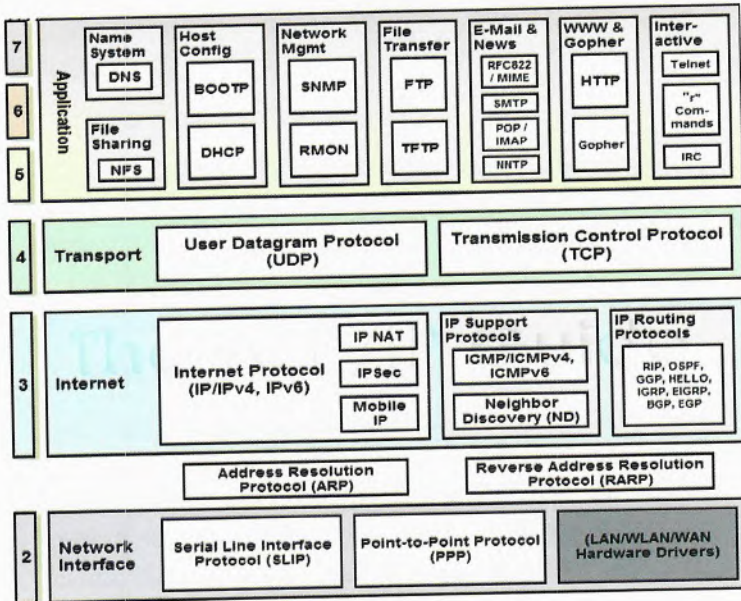 7
6
5
Application
Name
System
DNS
File
Sharing
NFS
Host
Config
BOOTP
DHCP
Network
Mgmt
SNMP
RMON
File
Transfer
FTP
TFTP
E-Mail &
News
RFC822
/ MIME
SMTP
POP /
IMAP
NNTP
WWW &
Gopher
HTTP
Gopher
Inter-
active
Telnet
"r"
Com-
mands
IRC
4
Transport
User Datagram Protocol
(UDP)
Transmission Control Protocol
(TCP)
3
Internet
Internet Protocol
(IP/IPv4, IPv6)
IP NAT
IPSec
Mobile
IP
IP Support
Protocols
ICMP/ICMPv4,
ICMPv6
Neighbor
Discovery (ND)
IP Routing
Protocols
RIP, OSPF,
GGP, HELLO,
IGRP, EIGRP,
BGP, EGP
Address Resolution
Protocol (ARP)
Reverse Address Resolution
Protocol (RARP)
2
Network
Interface
Serial Line Interface
Protocol (SLIP)
Point-to-Point Protocol
(PPP)
(LAN/WLAN/WAN
Hardware Drivers)